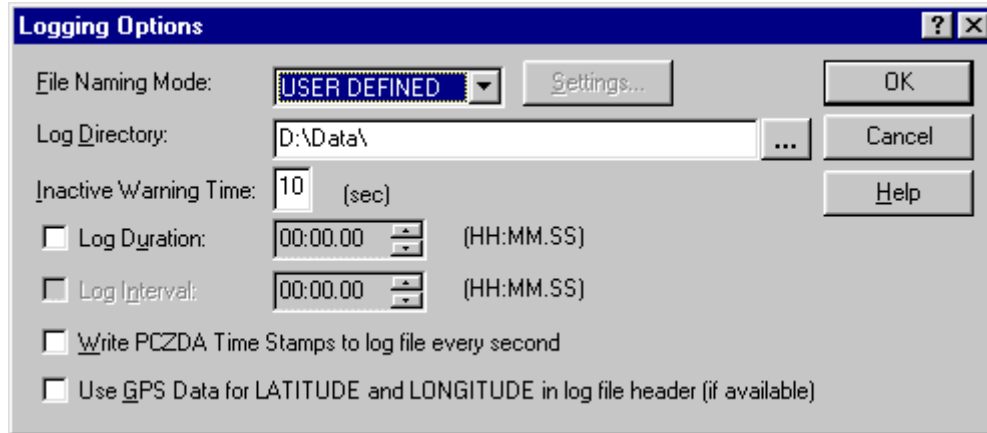 Logging Options
File Naming Mode: USER DEFINED Settings... OK
Log Directory: D:\Data\ ... Cancel
Inactive Warning Time: 10 (sec) Help
Log Duration: 00:00.00 (HH:MM.SS)
Log Interval: 00:00.00 (HH:MM.SS)
Write PCZDA Time Stamps to log file every second
Use GPS Data for LATITUDE and LONGITUDE in log file header (if available)